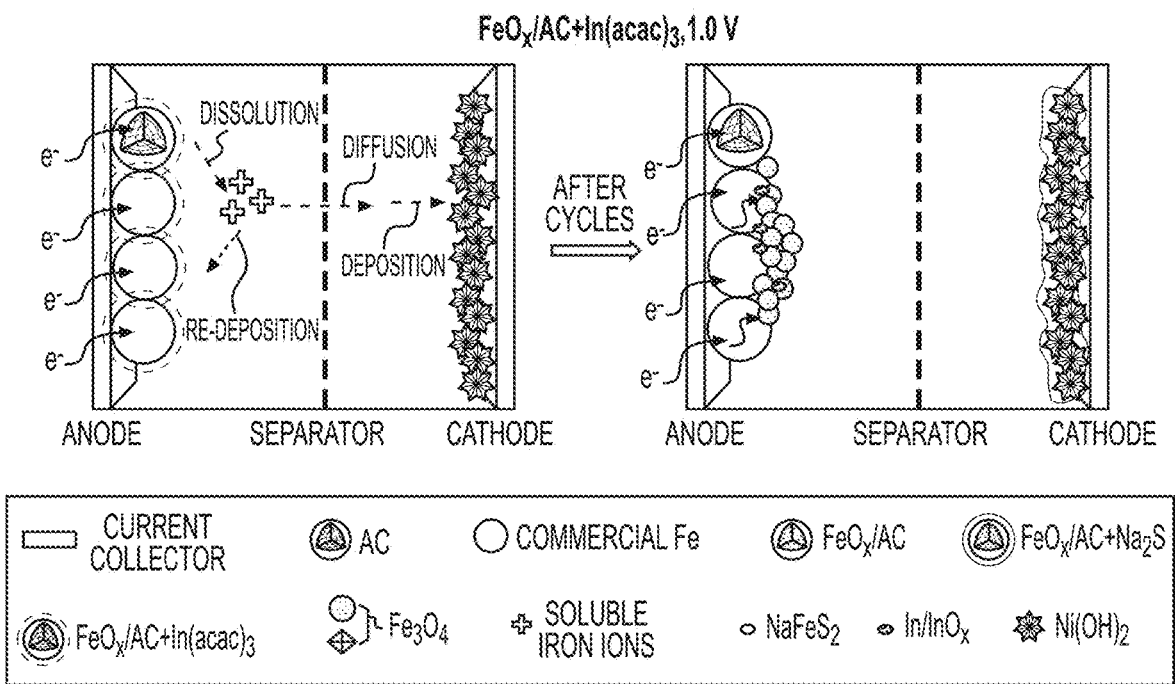 FeOx/AC+In(acac)3,1.0 V
DISSOLUTION
DIFFUSION
DEPOSITION
RE-DEPOSITION
e-
e-
e-
e-
ANODE
SEPARATOR
CATHODE
AFTER
CYCLES
e-
e-
e-
e-
ANODE
SEPARATOR
CATHODE
CURRENT
COLLECTOR
AC
COMMERCIAL Fe
FeOx/AC
FeOx/AC+Na2S
FeOx/AC+In(acac)3
Fe3O4
SOLUBLE
IRON IONS
NaFeS2
In/InOx
Ni(OH)2